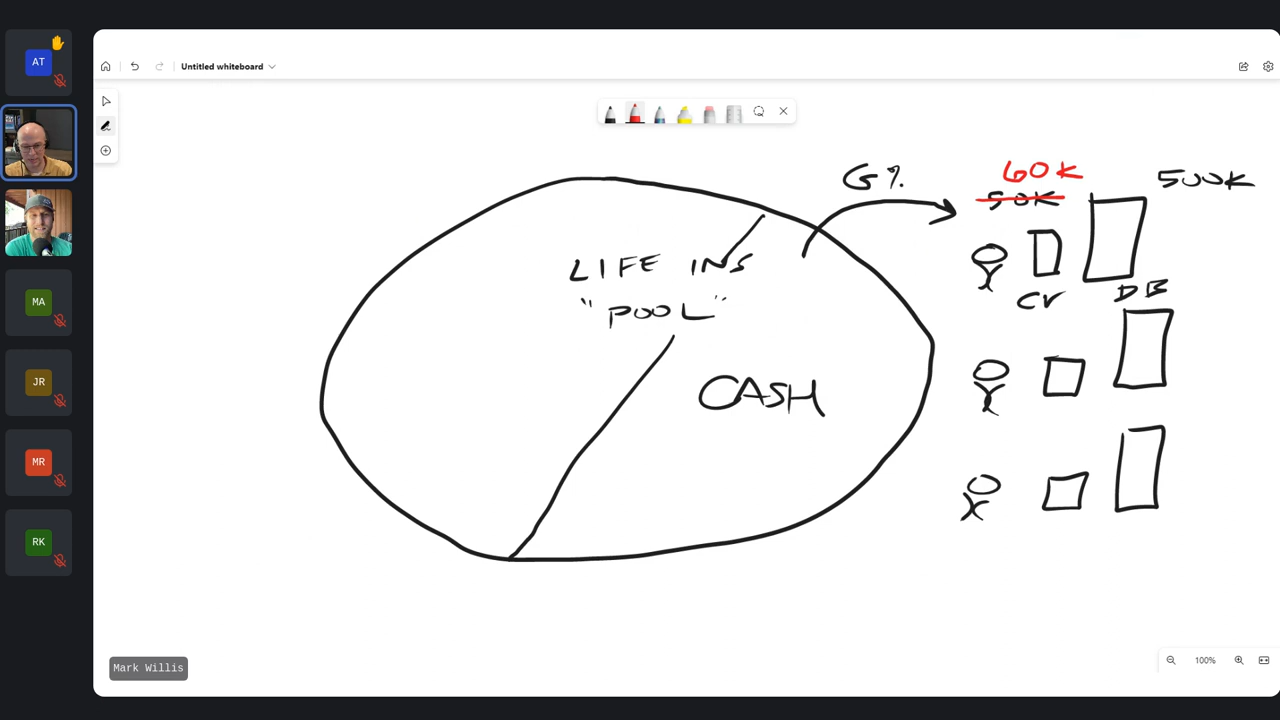 AT
Untitled whiteboard
G%
60K
50K
500K
LIFE INS
"POOL"
CV
DB
MA
CASH
JR
MR
RK
Mark Willis
100%